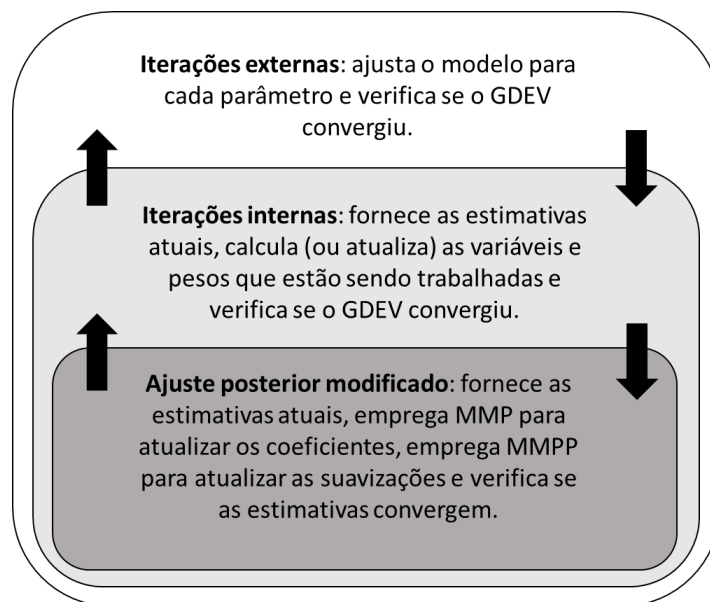 Iterações externas: ajusta o modelo para
cada parâmetro e verifica se o GDEV
convergiu.
Iterações internas: fornece as estimativas
atuais, calcula (ou atualiza) as variáveis e
pesos que estão sendo trabalhadas e
verifica se o GDEV convergiu.
Ajuste posterior modificado: fornece as
estimativas atuais, emprega MMP para
atualizar os coeficientes, emprega MMPP
para atualizar as suavizações e verifica se
as estimativas convergem.